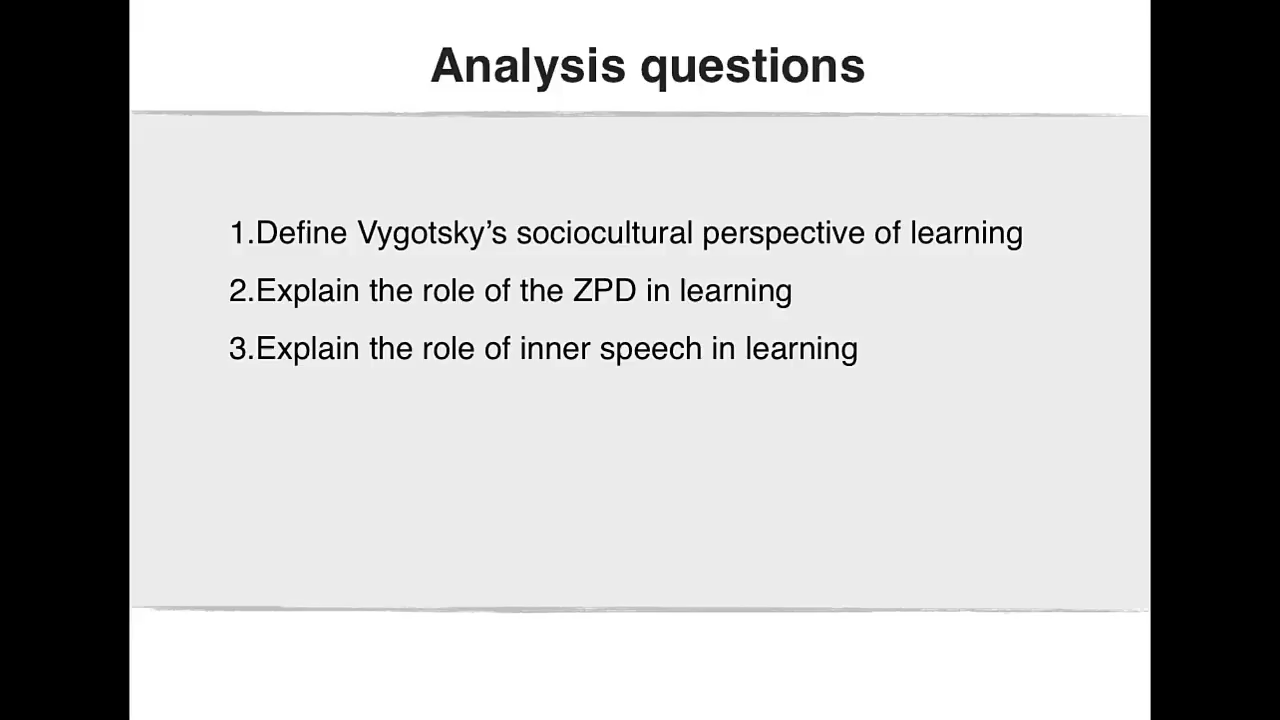 Analysis questions
1.Define Vygotsky’s sociocultural perspective of learning
2.Explain the role of the ZPD in learning
3.Explain the role of inner speech in learning